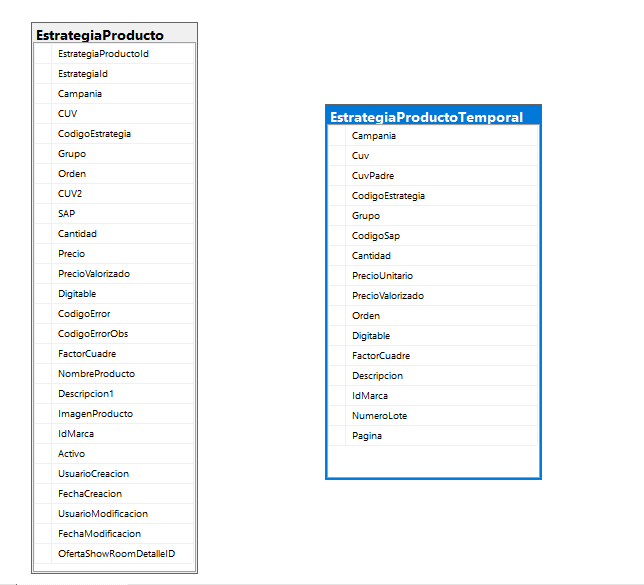 EstrategiaProducto
EstrategiaProductoId
EstrategiaId
Campania
CUV
CodigoEstrategia
Grupo
Orden
CUV2
SAP
Cantidad
Precio
PrecioValorizado
Digitable
CodigoError
CodigoErrorObs
FactorCuadre
NombreProducto
Descripcion1
ImagenProducto
IdMarca
Activo
UsuarioCreacion
FechaCreacion
UsuarioModificacion
FechaModificacion
OfertaShowRoomDetalleID
EstrategiaProductoTemporal
Campania
Cuv
CuvPadre
CodigoEstrategia
Grupo
CodigoSap
Cantidad
PrecioUnitario
PrecioValorizado
Orden
Digitable
FactorCuadre
Descripcion
IdMarca
NumeroLote
Pagina